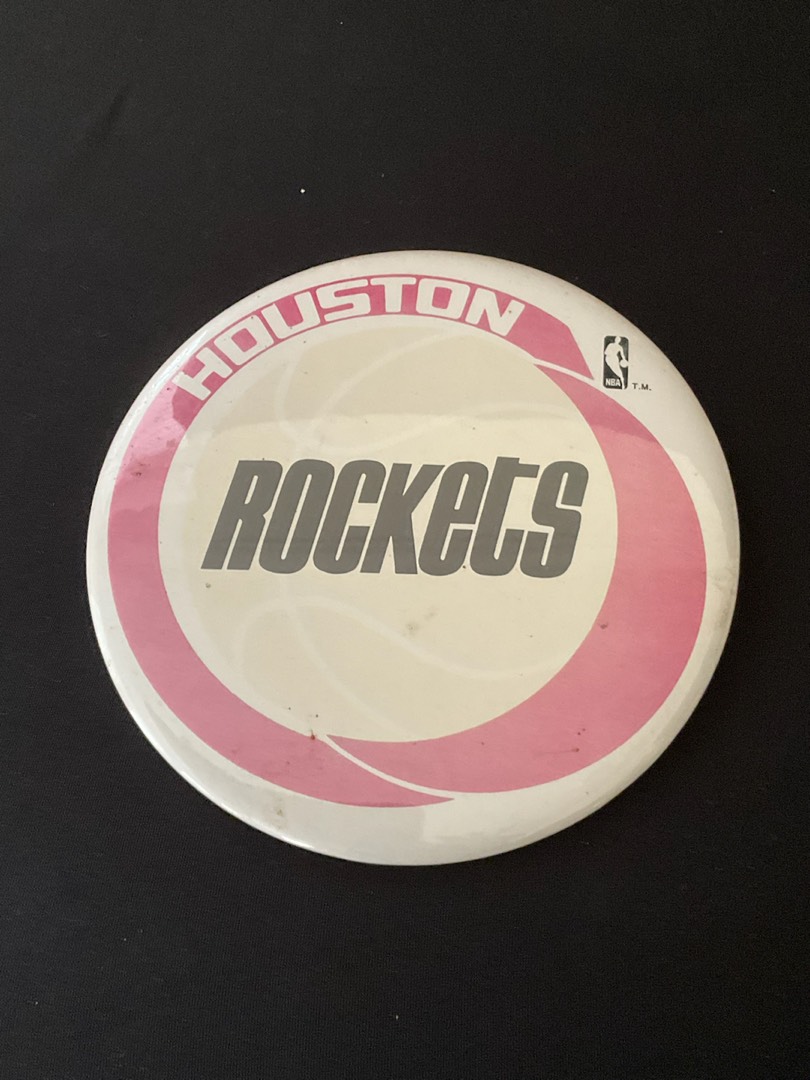 HOUSTON
ROCKETS
NBA T.M.